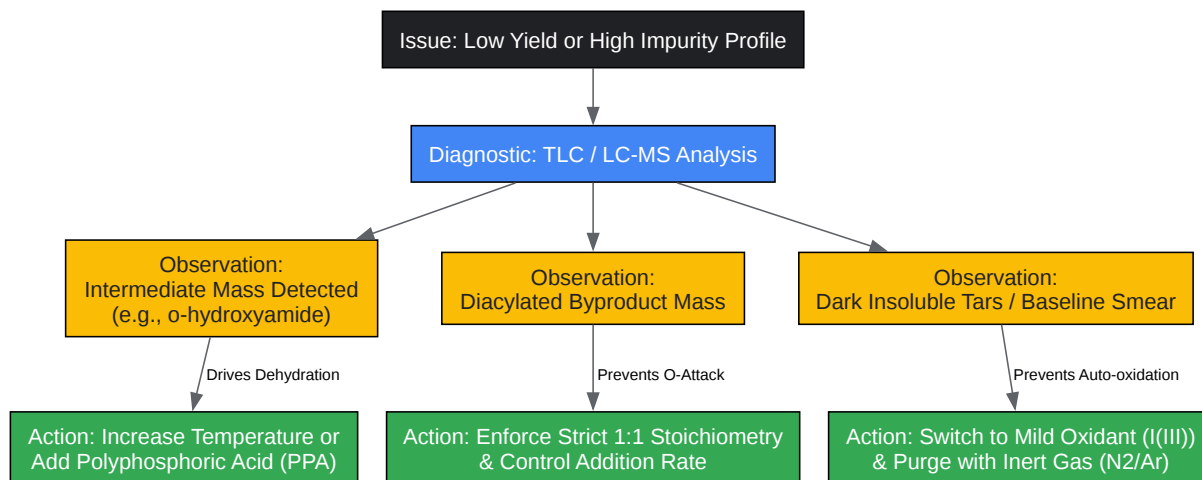 Issue: Low Yield or High Impurity Profile
Diagnostic: TLC / LC-MS Analysis
Observation:
Intermediate Mass Detected
(e.g., o-hydroxyamide)
Observation:
Diacylated Byproduct Mass
Observation:
Dark Insoluble Tars / Baseline Smear
Drives Dehydration
Prevents O-Attack
Prevents Auto-oxidation
Action: Increase Temperature or
Add Polyphosphoric Acid (PPA)
Action: Enforce Strict 1:1 Stoichiometry
& Control Addition Rate
Action: Switch to Mild Oxidant (I(III))
& Purge with Inert Gas (N2/Ar)